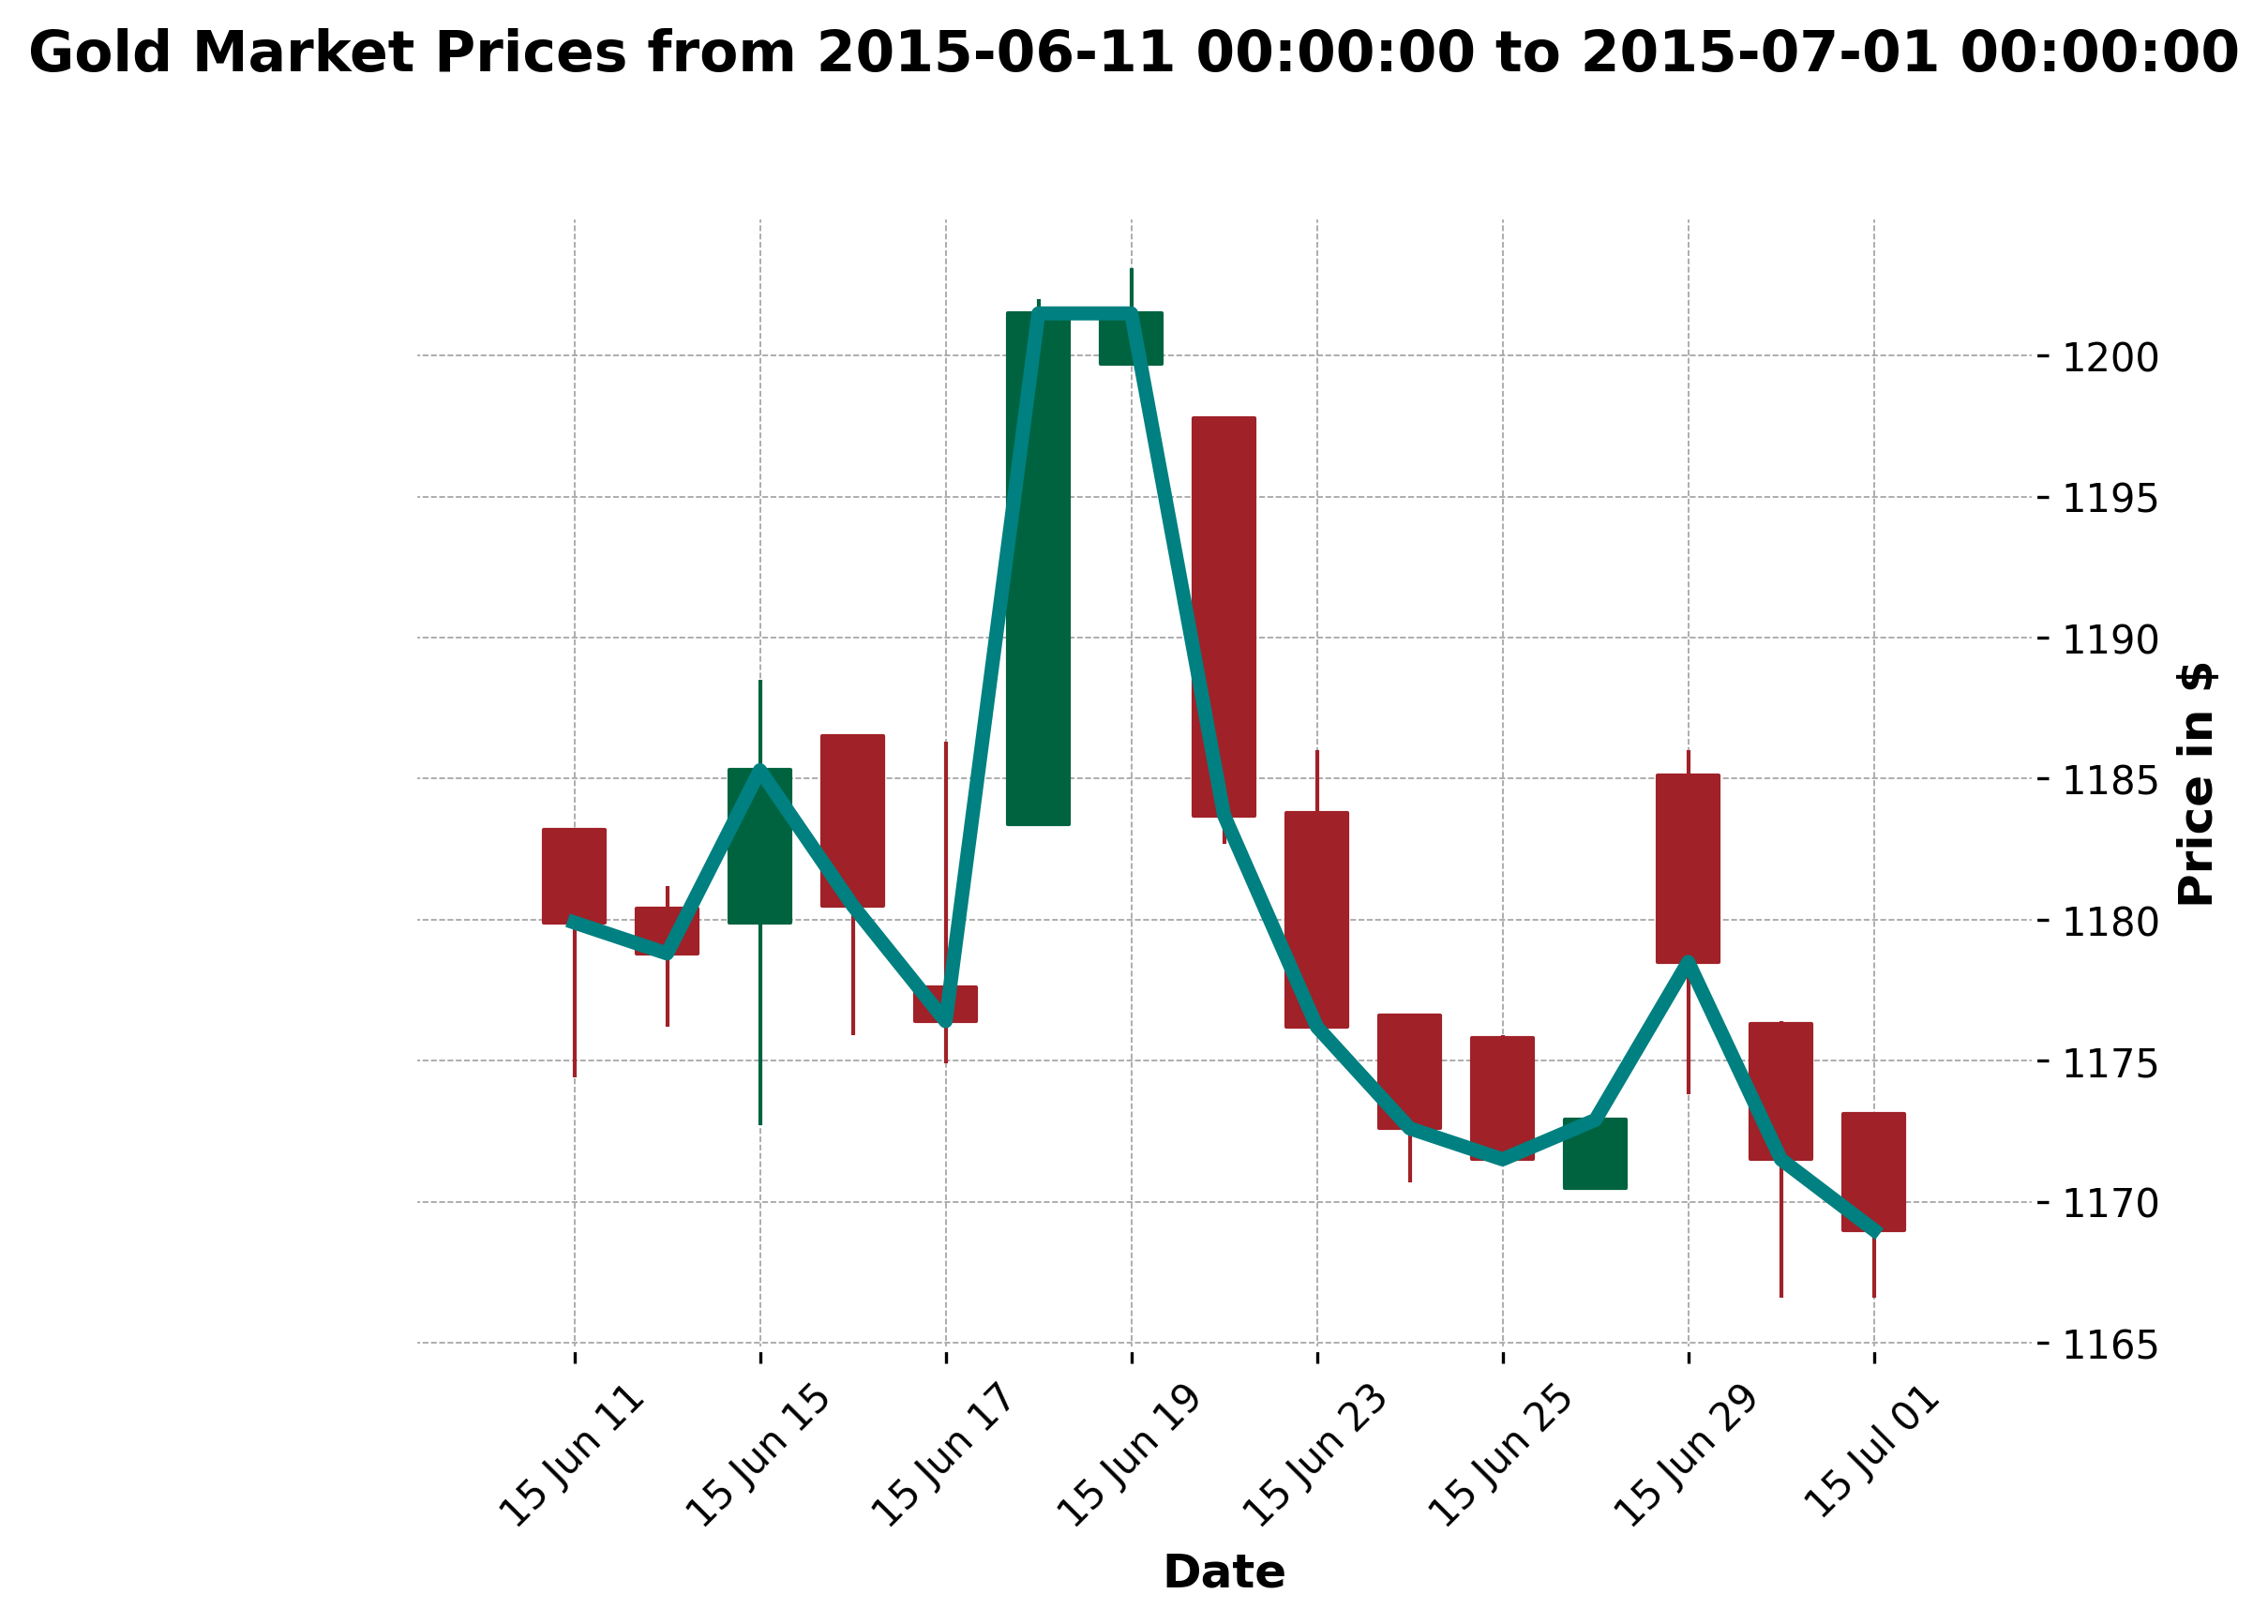 Gold Market Prices from 2015-06-11 00:00:00 to 2015-07-01 00:00:00
1200
1195
1190
1185
1180
1175
1170
1165
Price in $
15 Jun 11
15 Jun 15
15 Jun 17
15 Jun 19
15 Jun 23
15 Jun 25
15 Jun 29
15 Jul 01
Date